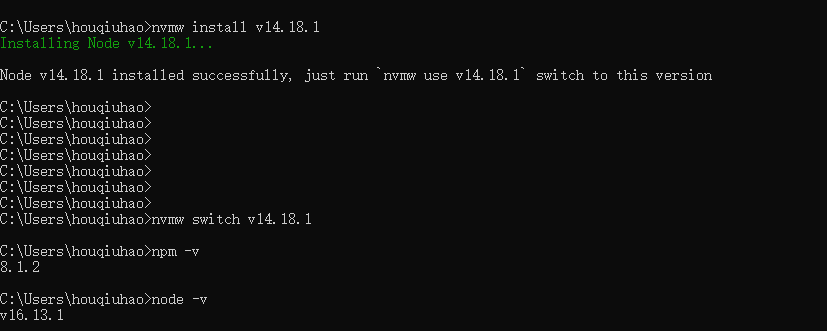 C:\Users\houqiuhao>nvmw install v14.18.1
Installing Node v14.18.1...
Node v14.18.1 installed successfully, just run `nvmw use v14.18.1` switch to this version
C:\Users\houqiuhao>
C:\Users\houqiuhao>
C:\Users\houqiuhao>
C:\Users\houqiuhao>
C:\Users\houqiuhao>
C:\Users\houqiuhao>
C:\Users\houqiuhao>
C:\Users\houqiuhao>nvmw switch v14.18.1
C:\Users\houqiuhao>npm -v
8.1.2
C:\Users\houqiuhao>node -v
v16.13.1